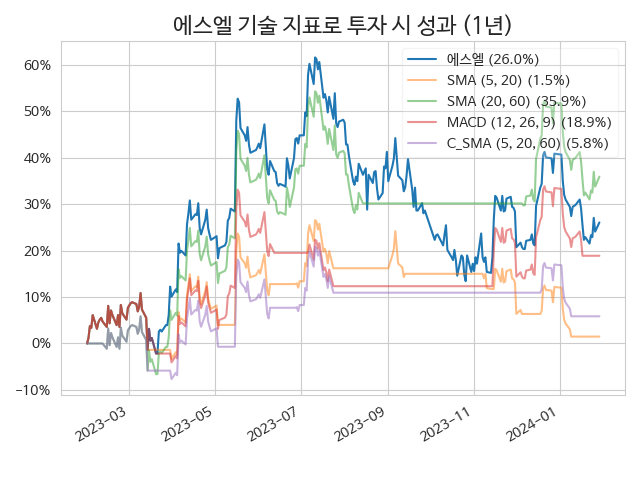 에스엘 기술 지표로 투자 시 성과 (1년)
에스엘 (26.0%)
SMA (5, 20) (1.5%)
SMA (20, 60) (35.9%)
MACD (12, 26, 9) (18.9%)
C_SMA (5, 20, 60) (5.8%)
60%
50%
40%
30%
20%
10%
0%
−10%
2023−03
2023−05
2023−07
2023−09
2023−11
2024−01